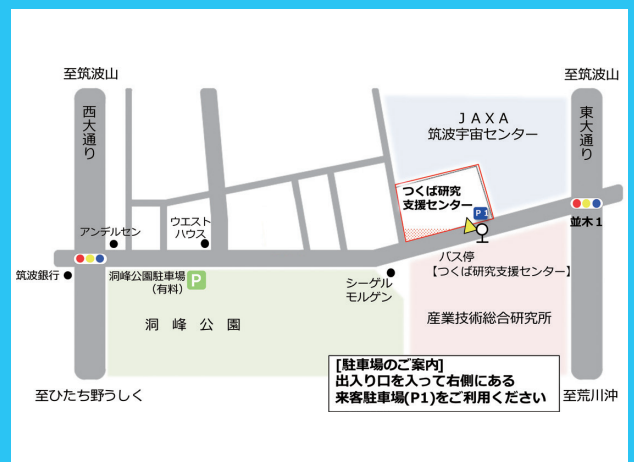 至筑波山
至筑波山
西大通り
東大通り
JAXA
筑波宇宙センター
つくば研究
支援センター
P1
並木1
アンデルセン
ウエスト
ハウス
バス停
【つくば研究支援センター】
筑波銀行
洞峰公園駐車場
(有料)
P
シーゲル
モルゲン
洞峰公園
産業技術総合研究所
[駐車場のご案内]
出入り口を入って右側にある
来客駐車場(P1)をご利用ください
至ひたち野うしく
至荒川沖